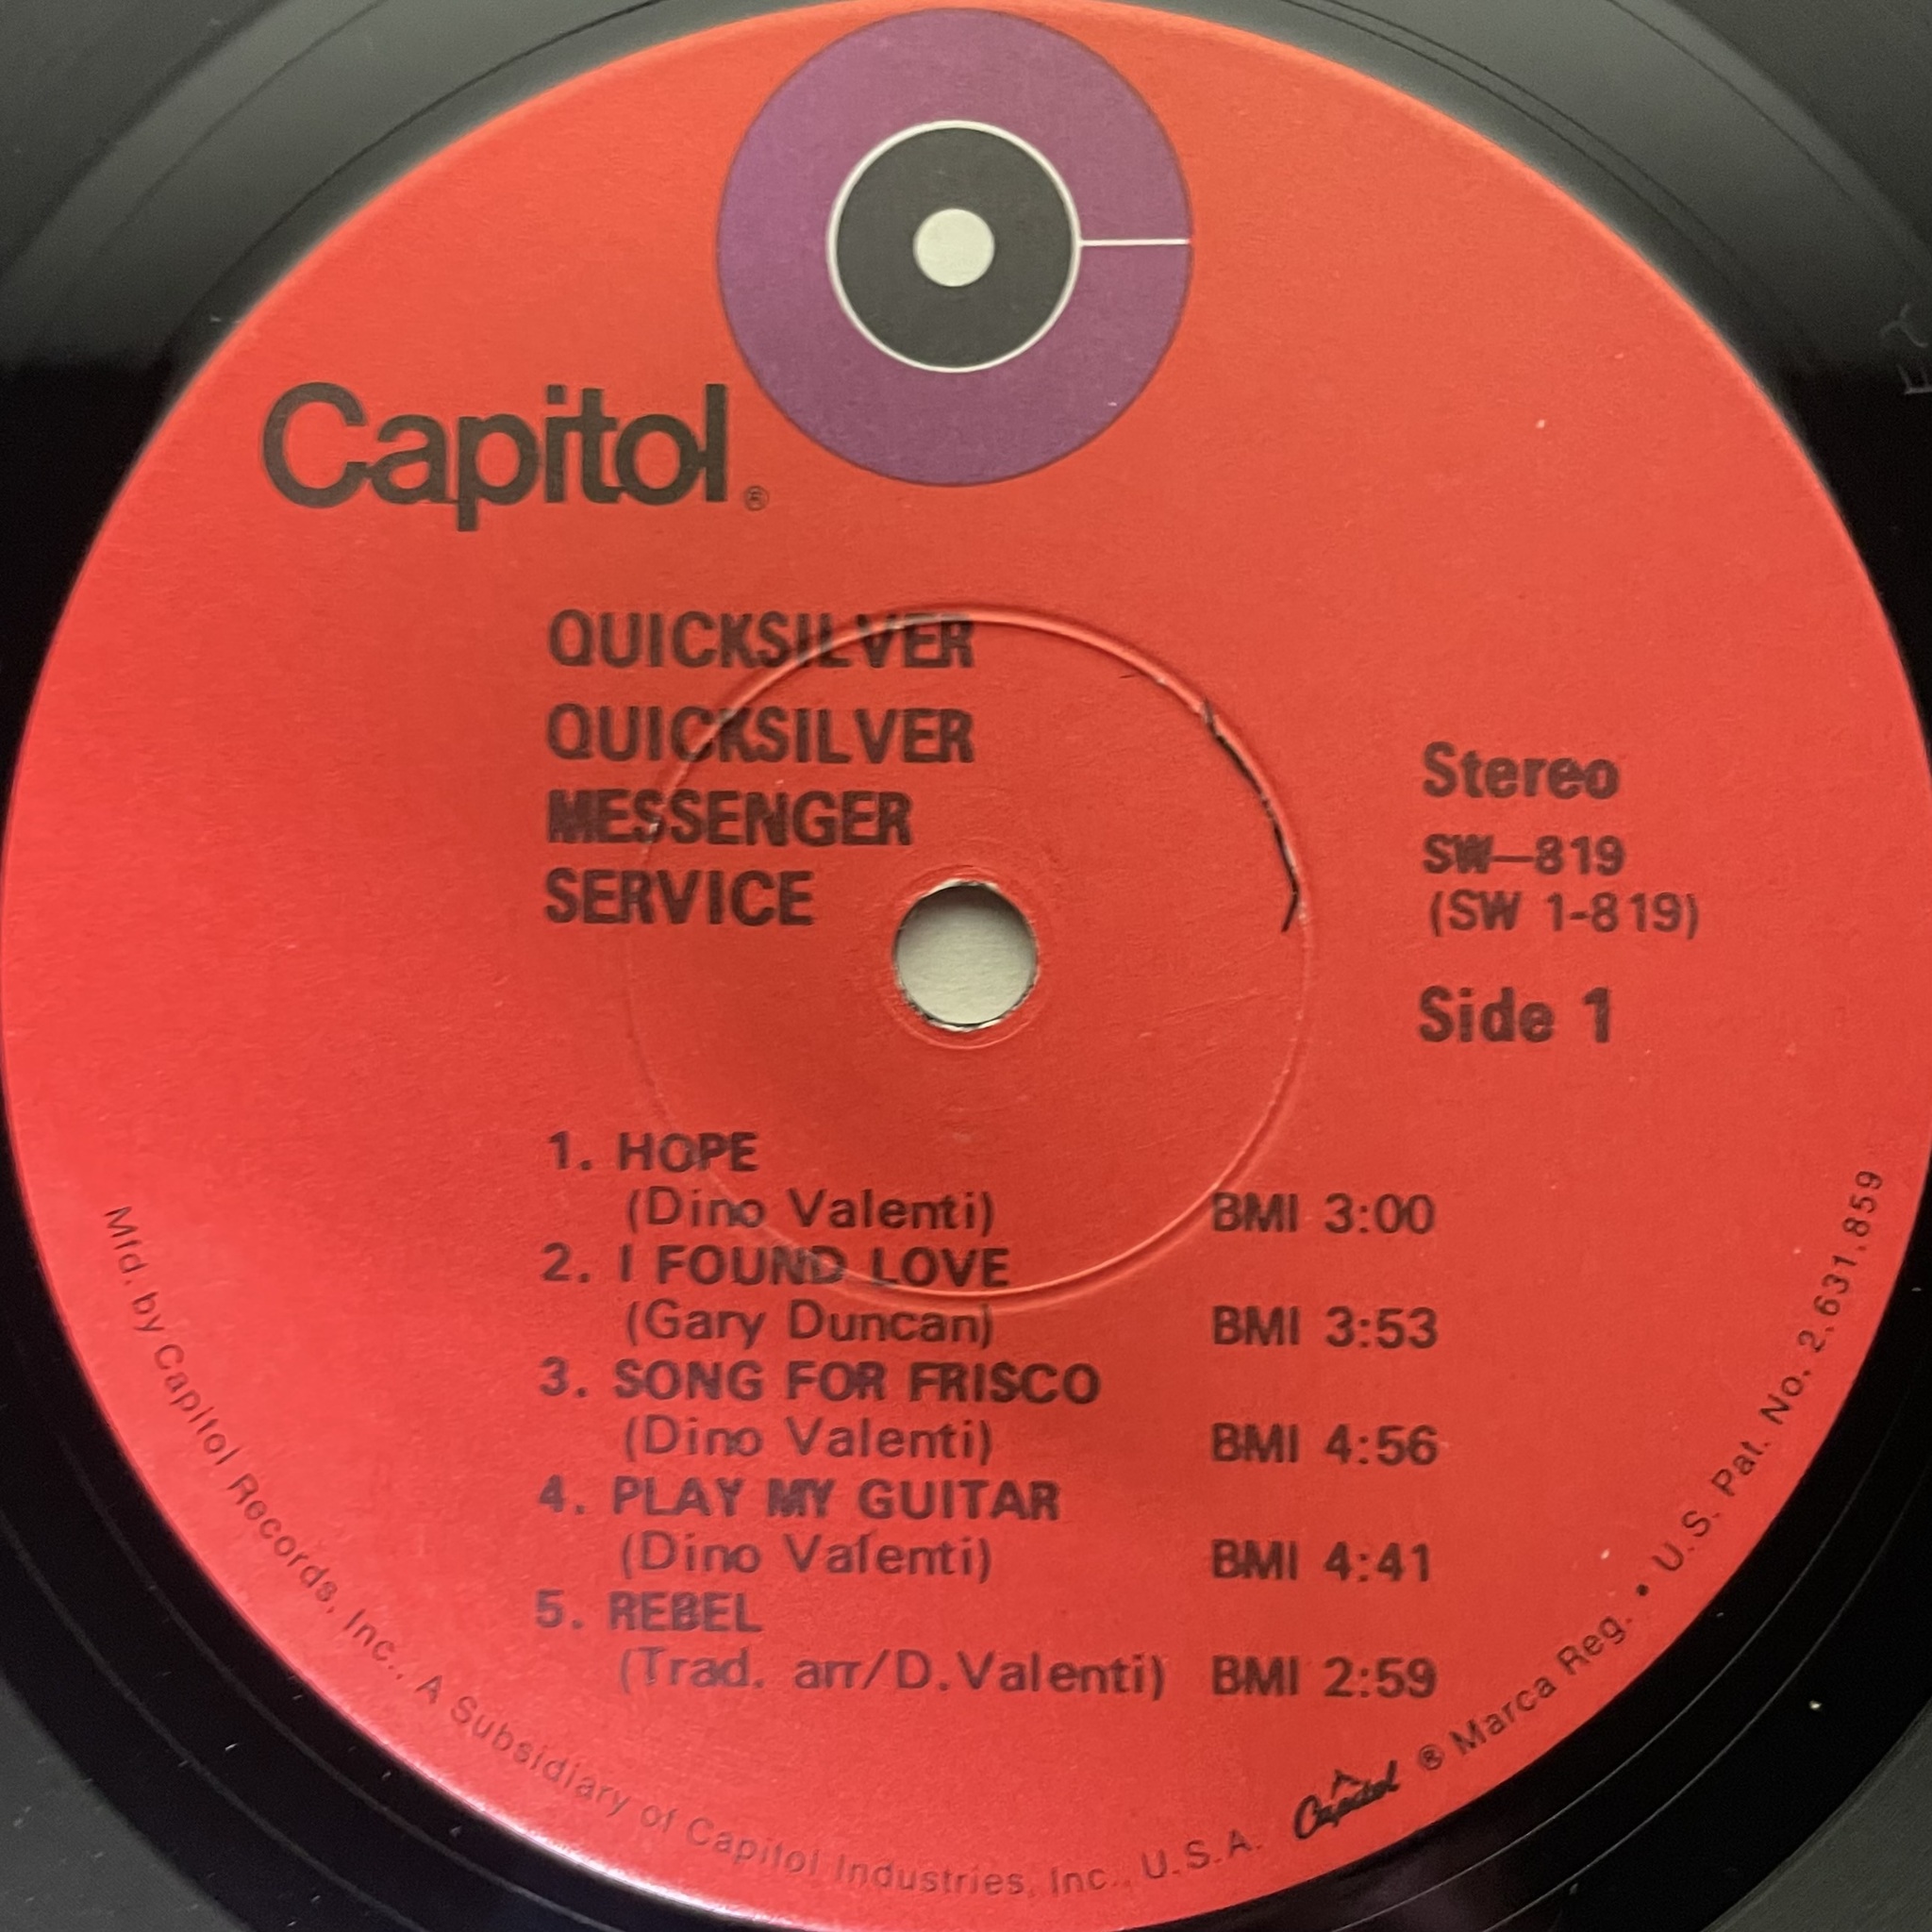 Capitol®
QUICKSILVER
QUICKSILVER
MESSENGER
SERVICE
Stereo
SW—819
(SW 1-819)
Side 1
1. HOPE
(Dino Valenti) BMI 3:00
2. I FOUND LOVE
(Gary Duncan) BMI 3:53
3. SONG FOR FRISCO
(Dino Valenti) BMI 4:56
4. PLAY MY GUITAR
(Dino Valenti) BMI 4:41
5. REBEL
(Trad. arr/D.Valenti) BMI 2:59
Mfd. by Capitol Records, Inc., A Subsidiary of Capitol Industries, Inc., U.S.A. Capitol ® Marca Reg. • U.S. Pat. No. 2,631,859